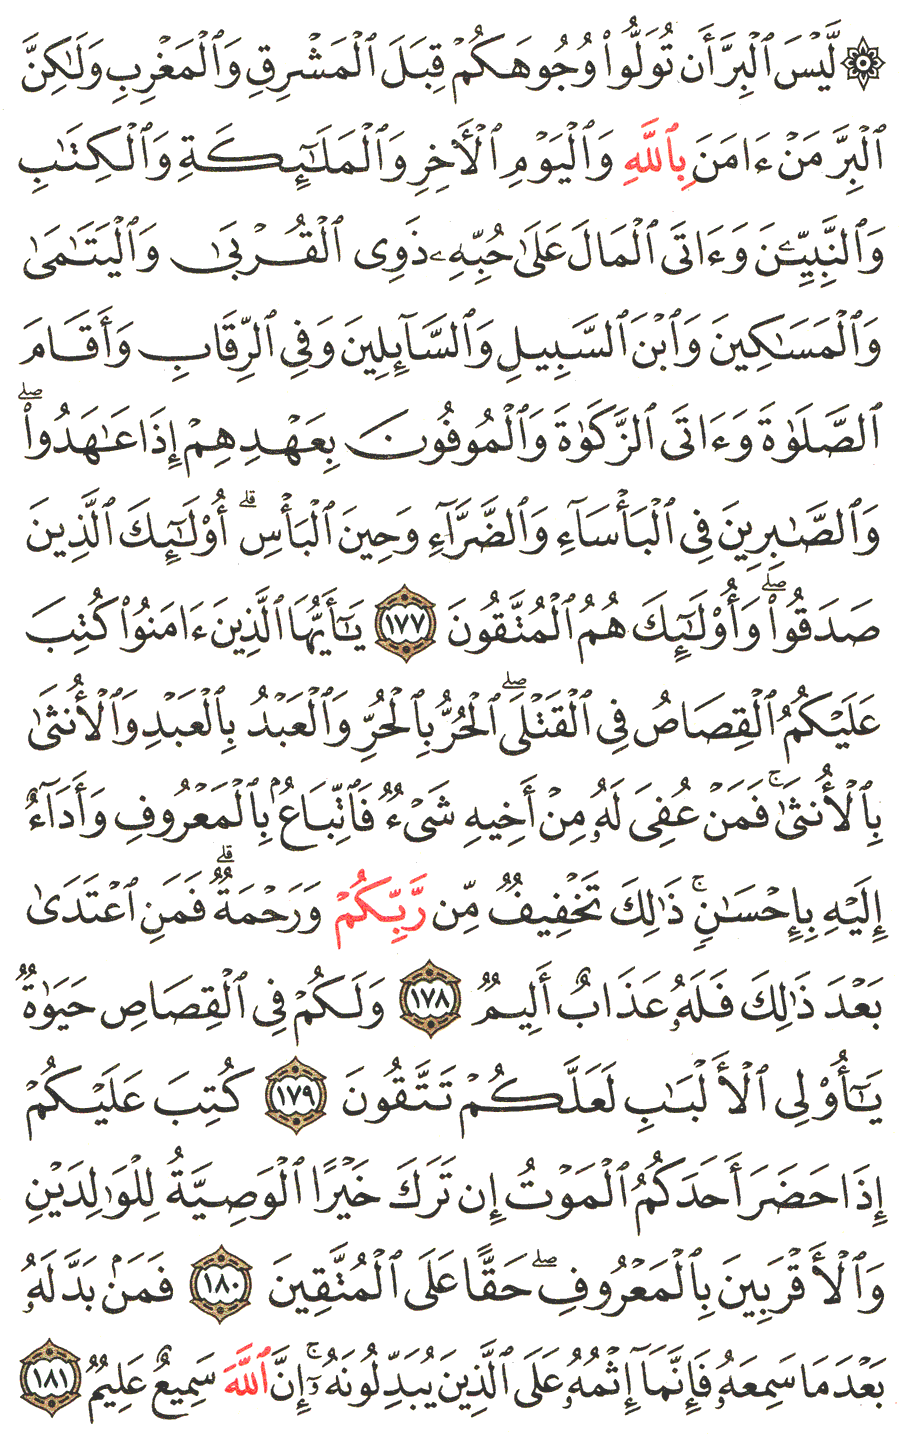 ۞ لَّيْسَ ٱلْبِرَّ أَن تُوَلُّوا۟ وُجُوهَكُمْ قِبَلَ ٱلْمَشْرِقِ وَٱلْمَغْرِبِ وَلَـٰكِنَّ
ٱلْبِرَّ مَنْ ءَامَنَ بِٱللَّهِ وَٱلْيَوْمِ ٱلْـَٔاخِرِ وَٱلْمَلَـٰٓئِكَةِ وَٱلْكِتَـٰبِ
وَٱلنَّبِيِّـۧنَ وَءَاتَى ٱلْمَالَ عَلَىٰ حُبِّهِۦ ذَوِى ٱلْقُرْبَىٰ وَٱلْيَتَـٰمَىٰ
وَٱلْمَسَـٰكِينَ وَٱبْنَ ٱلسَّبِيلِ وَٱلسَّآئِلِينَ وَفِى ٱلرِّقَابِ وَأَقَامَ
ٱلصَّلَوٰةَ وَءَاتَى ٱلزَّكَوٰةَ وَٱلْمُوفُونَ بِعَهْدِهِمْ إِذَا عَـٰهَدُوا۟ ۖ
وَٱلصَّـٰبِرِينَ فِى ٱلْبَأْسَآءِ وَٱلضَّرَّآءِ وَحِينَ ٱلْبَأْسِ ۗ أُو۟لَـٰٓئِكَ ٱلَّذِينَ
صَدَقُوا۟ ۖ وَأُو۟لَـٰٓئِكَ هُمُ ٱلْمُتَّقُونَ ١٧٧ يَـٰٓأَيُّهَا ٱلَّذِينَ ءَامَنُوا۟ كُتِبَ
عَلَيْكُمُ ٱلْقِصَاصُ فِى ٱلْقَتْلَى ۖ ٱلْحُرُّ بِٱلْحُرِّ وَٱلْعَبْدُ بِٱلْعَبْدِ وَٱلْأُنثَىٰ
بِٱلْأُنثَىٰ ۚ فَمَنْ عُفِىَ لَهُۥ مِنْ أَخِيهِ شَىْءٌ فَٱتِّبَاعٌۢ بِٱلْمَعْرُوفِ وَأَدَآءٌ
إِلَيْهِ بِإِحْسَـٰنٍ ۚ ذَٰلِكَ تَخْفِيفٌ مِّن رَّبِّكُمْ وَرَحْمَةٌ ۗ فَمَنِ ٱعْتَدَىٰ
بَعْدَ ذَٰلِكَ فَلَهُۥ عَذَابٌ أَلِيمٌ ١٧٨ وَلَكُمْ فِى ٱلْقِصَاصِ حَيَوٰةٌ
يَـٰٓأُو۟لِى ٱلْأَلْبَـٰبِ لَعَلَّكُمْ تَتَّقُونَ ١٧٩ كُتِبَ عَلَيْكُمْ
إِذَا حَضَرَ أَحَدَكُمُ ٱلْمَوْتُ إِن تَرَكَ خَيْرًا ٱلْوَصِيَّةُ لِلْوَٰلِدَيْنِ
وَٱلْأَقْرَبِينَ بِٱلْمَعْرُوفِ ۖ حَقًّا عَلَى ٱلْمُتَّقِينَ ١٨٠ فَمَنۢ بَدَّلَهُۥ
بَعْدَمَا سَمِعَهُۥ فَإِنَّمَآ إِثْمُهُۥ عَلَى ٱلَّذِينَ يُبَدِّلُونَهُۥٓ ۚ إِنَّ ٱللَّهَ سَمِيعٌ عَلِيمٌ ١٨١